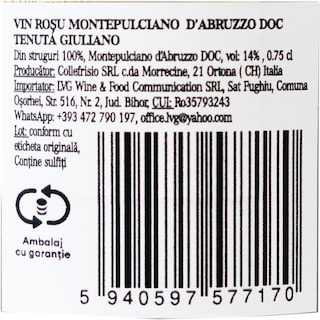 VIN ROȘU MONTEPULCIANO D'ABRUZZO DOC
TENUTA GIULIANO
Din struguri 100%, Montepulciano d'Abruzzo DOC, vol: 14% , 0.75 cl
Producător: Collefrisio SRL c.da Morrecine, 21 Ortona ( CH) Italia
Importator: LVG Wine & Food Communication SRL, Sat Fughiu, Comuna
Oșorhei, Str. 516, Nr. 2, Jud. Bihor, CUI: Ro35793243
WhatsApp: +393 472 790 197, office.lvg@yahoo.com
Lot: conform cu
eticheta originală,
Conține sulfiți
Ambalaj
cu garanție
5 940597 577170